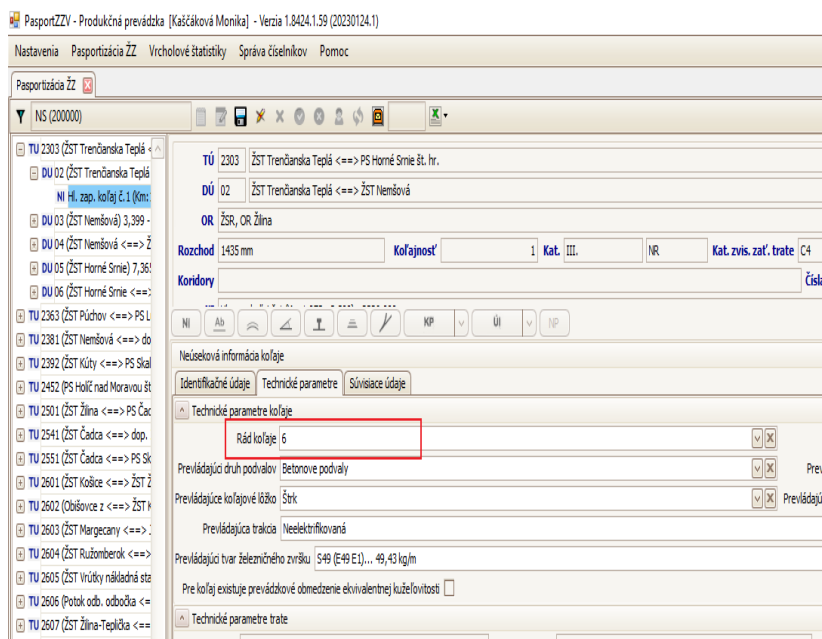 PasportZZV - Produkčná prevádzka [Kaščáková Monika] - Verzia 1.8424.1.59 (20230124.1)
Nastavenia Pasportizácia ŽZ Vrcholové štatistiky Správa číselníkov Pomoc
Pasportizácia ŽZ
NS (200000)
TU 2303 (ŽST Trenčianska Teplá <
DU 02 (ŽST Trenčianska Teplá
NI Hl. zap. koľaj č.1 (Km:
DU 03 (ŽST Nemšová) 3,399 -
DU 04 (ŽST Nemšová <==> Ž
DU 05 (ŽST Horné Srnie) 7,36
DU 06 (ŽST Horné Srnie <==>
TU 2363 (ŽST Púchov <==> PS L
TU 2381 (ŽST Nemšová <==> do
TU 2392 (ŽST Kúty <==> PS Skal
TU 2452 (PS Holíč nad Moravou št
TU 2501 (ŽST Žilina <==> PS Čad
TU 2541 (ŽST Čadca <==> dop.
TU 2551 (ŽST Čadca <==> PS Sk
TU 2601 (ŽST Košice <==> ŽST Ž
TU 2602 (Obišovce z <==> ŽST K
TU 2603 (ŽST Margecany <==>
TU 2604 (ŽST Ružomberok <==>
TU 2605 (ŽST Vrútky nákladná sta
TU 2606 (Potok odb. odbočka <=
TU 2607 (ŽST Žilina-Teplička <==
TÚ 2303 ŽST Trenčianska Teplá <==> PS Horné Srnie št. hr.
DÚ 02 ŽST Trenčianska Teplá <==> ŽST Nemšová
OR ŽSR, OR Žilina
Rozchod 1435 mm Koľajnosť 1 Kat. III. NR Kat. zvis. zať. trate C4
Koridory Čísla
NI Ab KP ÚI NP
Neúseková informácia koľaje
Identifikačné údaje Technické parametre Súvisiace údaje
Technické parametre koľaje
Rád koľaje 6
Prevládajúci druh podvalov Betonove podvaly Prev
Prevládajúce koľajové lôžko Štrk Prevládajú
Prevládajúca trakcia Neelektrifikovaná
Prevládajúci tvar železničného zvršku S49 (E49 E1)... 49,43 kg/m
Pre koľaj existuje prevádzkové obmedzenie ekvivalentnej kužeľovitosti
Technické parametre trate